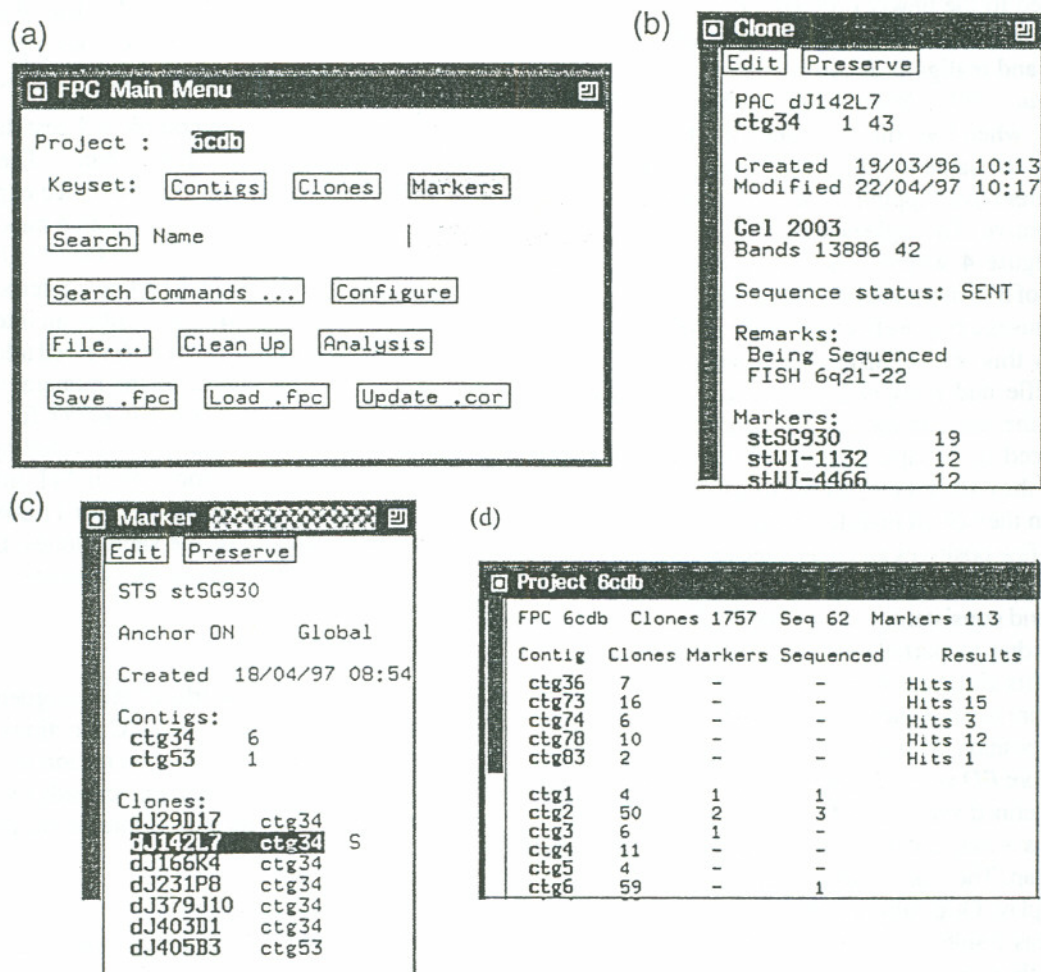 (a)
FPC Main Menu
Project : 6cdb
Keyset: Contigs Clones Markers
Search Name
Search Commands ... Configure
File... Clean Up Analysis
Save .fpc Load .fpc Update .cor
(b)
Clone
Edit Preserve
PAC dJ142L7
ctg34 1 43
Created 19/03/96 10:13
Modified 22/04/97 10:17
Gel 2003
Bands 13886 42
Sequence status: SENT
Remarks:
Being Sequenced
FISH 6q21-22
Markers:
stSG930 19
stWI-1132 12
stWI-4466 12
(c)
Marker
Edit Preserve
STS stSG930
Anchor ON Global
Created 18/04/97 08:54
Contigs:
ctg34 6
ctg53 1
Clones:
dJ29D17 ctg34
dJ142L7 ctg34 S
dJ166K4 ctg34
dJ231P8 ctg34
dJ379J10 ctg34
dJ403D1 ctg34
dJ405B3 ctg53
(d)
Project 6cdb
FPC 6cdb Clones 1757 Seq 62 Markers 113
Contig Clones Markers Sequenced Results
ctg36 7 - - Hits 1
ctg73 16 - - Hits 15
ctg74 6 - - Hits 3
ctg78 10 - - Hits 12
ctg83 2 - - Hits 1
ctg1 4 1 1
ctg2 50 2 3
ctg3 6 1 -
ctg4 11 - -
ctg5 4 - -
ctg6 59 - 1